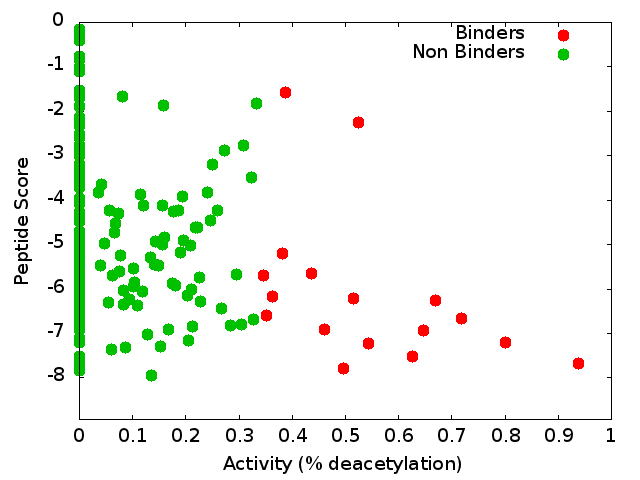 0
-1
-2
-3
-4
-5
-6
-7
-8
Binders
Non Binders
Peptide Score
0 0.1 0.2 0.3 0.4 0.5 0.6 0.7 0.8 0.9 1
Activity (% deacetylation)